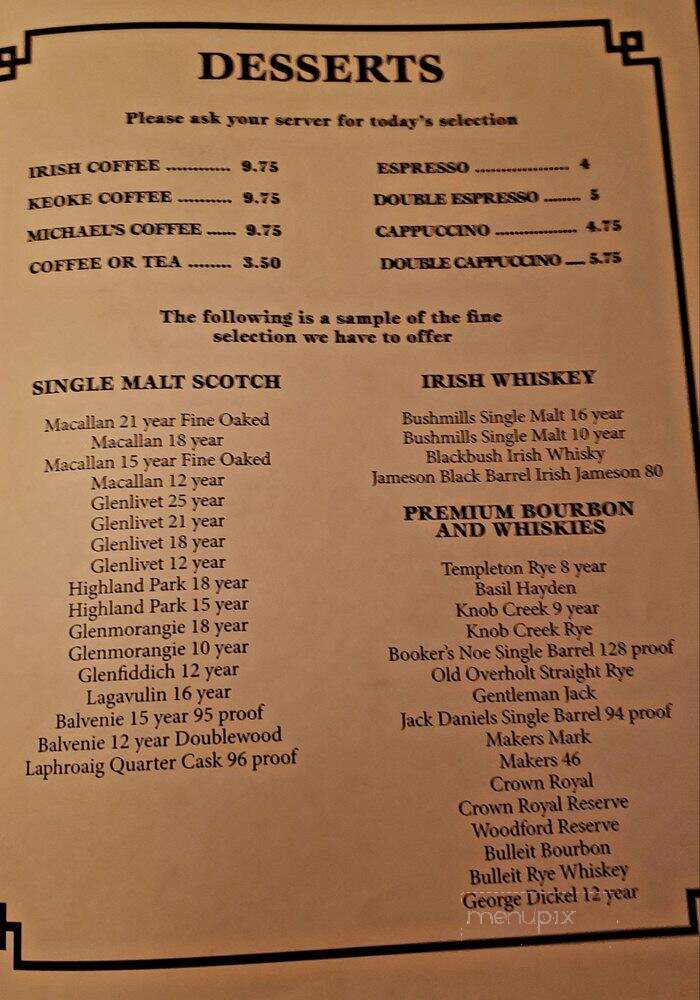 DESSERTS
Please ask your server for today's selection
IRISH COFFEE ............ 9.75
KEOKE COFFEE .......... 9.75
MICHAEL'S COFFEE ...... 9.75
COFFEE OR TEA ........ 3.50
ESPRESSO ................... 4
DOUBLE ESPRESSO ........ 5
CAPPUCCINO ................. 4.75
DOUBLE CAPPUCCINO .... 5.75
The following is a sample of the fine
selection we have to offer
SINGLE MALT SCOTCH
Macallan 21 year Fine Oaked
Macallan 18 year
Macallan 15 year Fine Oaked
Macallan 12 year
Glenlivet 25 year
Glenlivet 21 year
Glenlivet 18 year
Glenlivet 12 year
Highland Park 18 year
Highland Park 15 year
Glenmorangie 18 year
Glenmorangie 10 year
Glenfiddich 12 year
Lagavulin 16 year
Balvenie 15 year 95 proof
Balvenie 12 year Doublewood
Laphroaig Quarter Cask 96 proof
IRISH WHISKEY
Bushmills Single Malt 16 year
Bushmills Single Malt 10 year
Blackbush Irish Whisky
Jameson Black Barrel Irish Jameson 80
PREMIUM BOURBON
AND WHISKIES
Templeton Rye 8 year
Basil Hayden
Knob Creek 9 year
Knob Creek Rye
Booker's Noe Single Barrel 128 proof
Old Overholt Straight Rye
Gentleman Jack
Jack Daniels Single Barrel 94 proof
Makers Mark
Makers 46
Crown Royal
Crown Royal Reserve
Woodford Reserve
Bulleit Bourbon
Bulleit Rye Whiskey
George Dickel 12 year
menupix